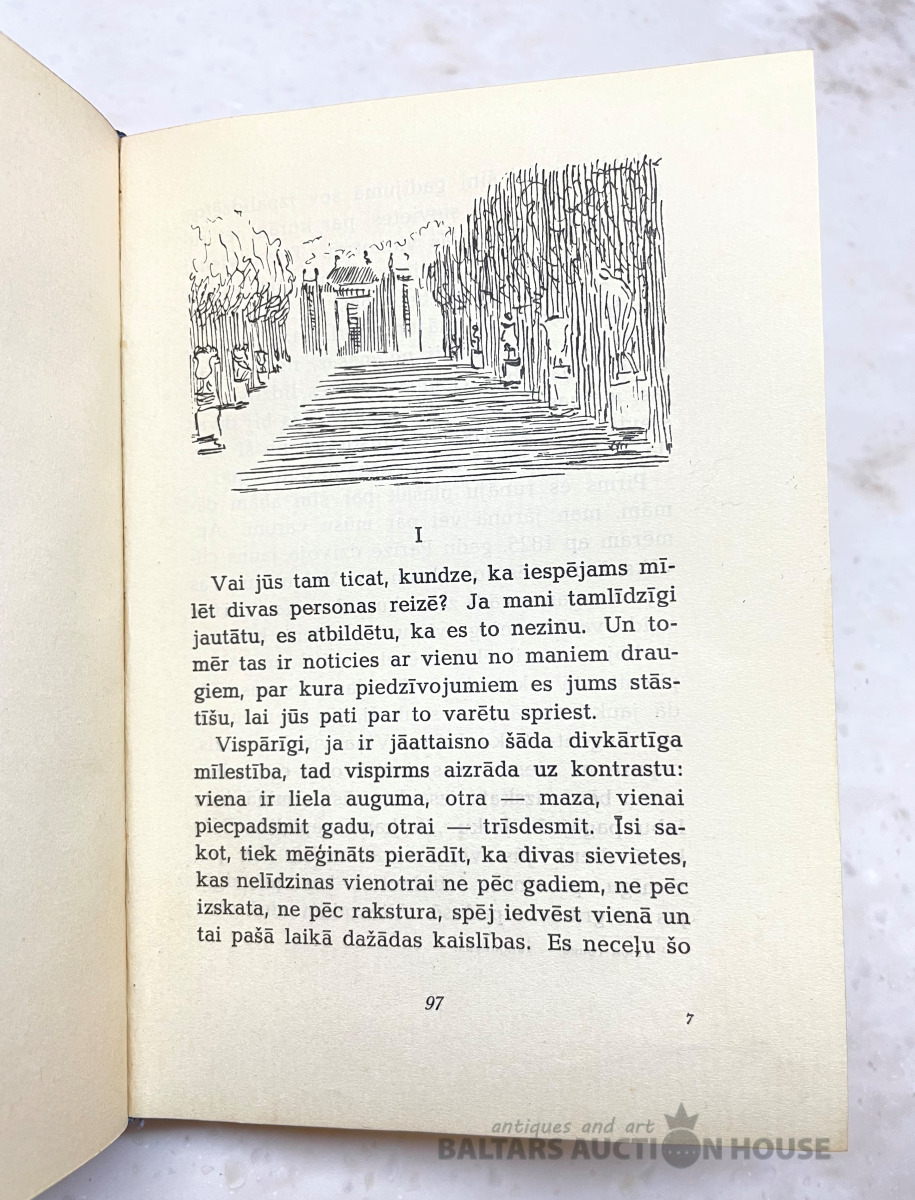 I
Vai jūs tam ticat, kundze, ka iespējams mī-
lēt divas personas reizē? Ja mani tamlīdzīgi
jautātu, es atbildētu, ka es to nezinu. Un to-
mēr tas ir noticies ar vienu no maniem drau-
giem, par kura piedzīvojumiem es jums stās-
tīšu, lai jūs pati par to varētu spriest.
Vispārīgi, ja ir jāattaisno šāda divkārtīga
mīlestība, tad vispirms aizrāda uz kontrastu:
viena ir liela auguma, otra — maza, vienai
piecpadsmit gadu, otrai — trīsdesmit. Īsi sa-
kot, tiek mēģināts pierādīt, ka divas sievietes,
kas nelīdzinas vienotrai ne pēc gadiem, ne pēc
izskata, ne pēc rakstura, spēj iedvēst vienā un
tai pašā laikā dažādas kaislības. Es neceļu šo
97
7
antiques and art
BALTARS AUCTION HOUSE